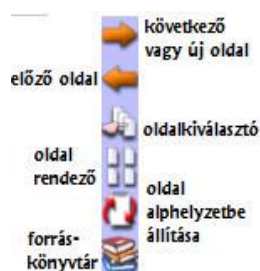 következő
vagy új oldal
előző oldal
oldalkiválasztó
oldal
rendező
oldal
alphelyzetbe
állítása
forrás-
könyvtár